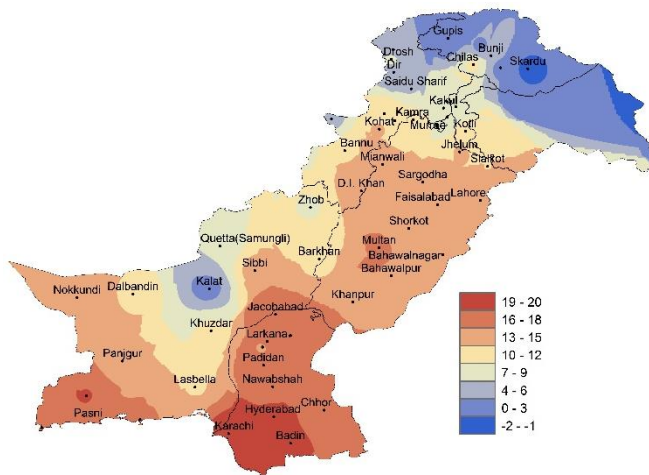 Gupis
Drosh
Bunji
Dir
Chilas
Skardu
Saidu Sharif
Kakul
Kamra
Murree
Kohat
Kotli
Bannu
Jhelum
Mianwali
Sialkot
Sargodha
D.I. Khan
Faisalabad
Lahore
Zhob
Shorkot
Quetta(Samungli)
Multan
Barkhan
Bahawalnagar
Sibbi
Bahawalpur
Kalat
Nokkundi
Dalbandin
Khanpur
Jacobabad
Khuzdar
Larkana
Panjgur
Padidan
Lasbella
Nawabshah
Pasni
Chhor
Hyderabad
Karachi
Badin
19 - 20
16 - 18
13 - 15
10 - 12
7 - 9
4 - 6
0 - 3
-2 - -1